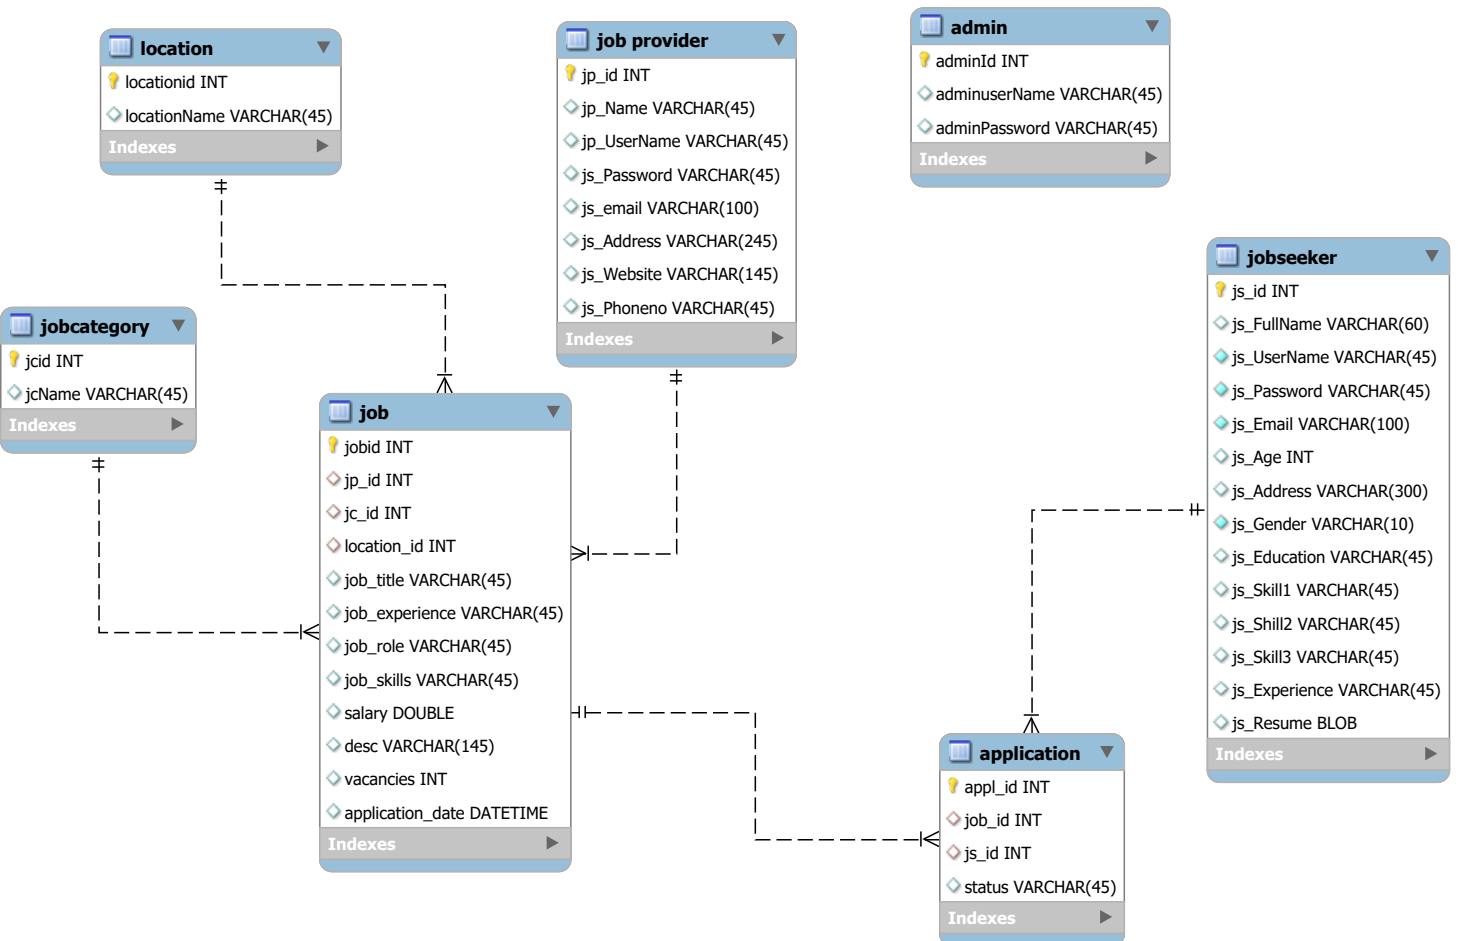 location
locationid INT
locationName VARCHAR(45)
Indexes
job provider
jp_id INT
jp_Name VARCHAR(45)
jp_UserName VARCHAR(45)
js_Password VARCHAR(45)
js_email VARCHAR(100)
js_Address VARCHAR(245)
js_Website VARCHAR(145)
js_Phoneno VARCHAR(45)
Indexes
admin
adminId INT
adminuserName VARCHAR(45)
adminPassword VARCHAR(45)
Indexes
jobcategory
jcid INT
jcName VARCHAR(45)
Indexes
job
jobid INT
jp_id INT
jc_id INT
location_id INT
job_title VARCHAR(45)
job_experience VARCHAR(45)
job_role VARCHAR(45)
job_skills VARCHAR(45)
salary DOUBLE
desc VARCHAR(145)
vacancies INT
application_date DATETIME
Indexes
jobseeker
js_id INT
js_FullName VARCHAR(60)
js_UserName VARCHAR(45)
js_Password VARCHAR(45)
js_Email VARCHAR(100)
js_Age INT
js_Address VARCHAR(300)
js_Gender VARCHAR(10)
js_Education VARCHAR(45)
js_Skill1 VARCHAR(45)
js_Shill2 VARCHAR(45)
js_Skill3 VARCHAR(45)
js_Experience VARCHAR(45)
js_Resume BLOB
Indexes
application
appl_id INT
job_id INT
js_id INT
status VARCHAR(45)
Indexes